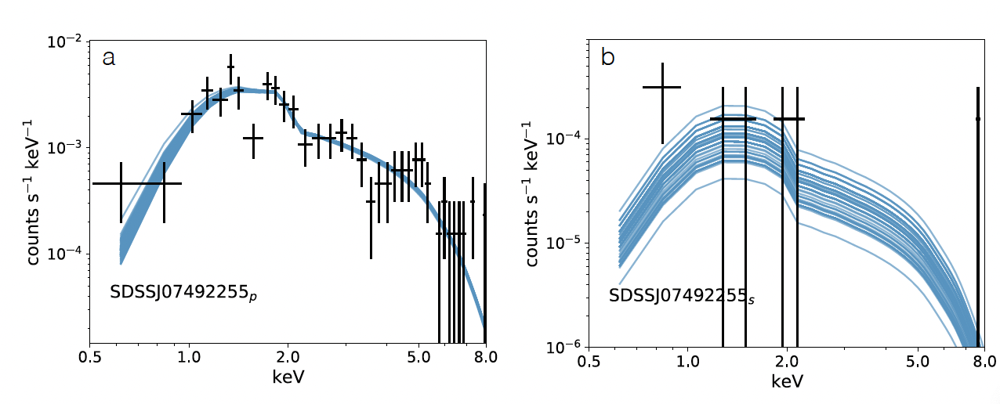 a
10⁻²
10⁻³
10⁻⁴
counts s⁻¹ keV⁻¹
SDSSJ07492255ₚ
0.5 1.0 2.0 5.0 8.0
keV
b
10⁻⁴
10⁻⁵
10⁻⁶
counts s⁻¹ keV⁻¹
SDSSJ07492255ₛ
0.5 1.0 2.0 5.0 8.0
keV